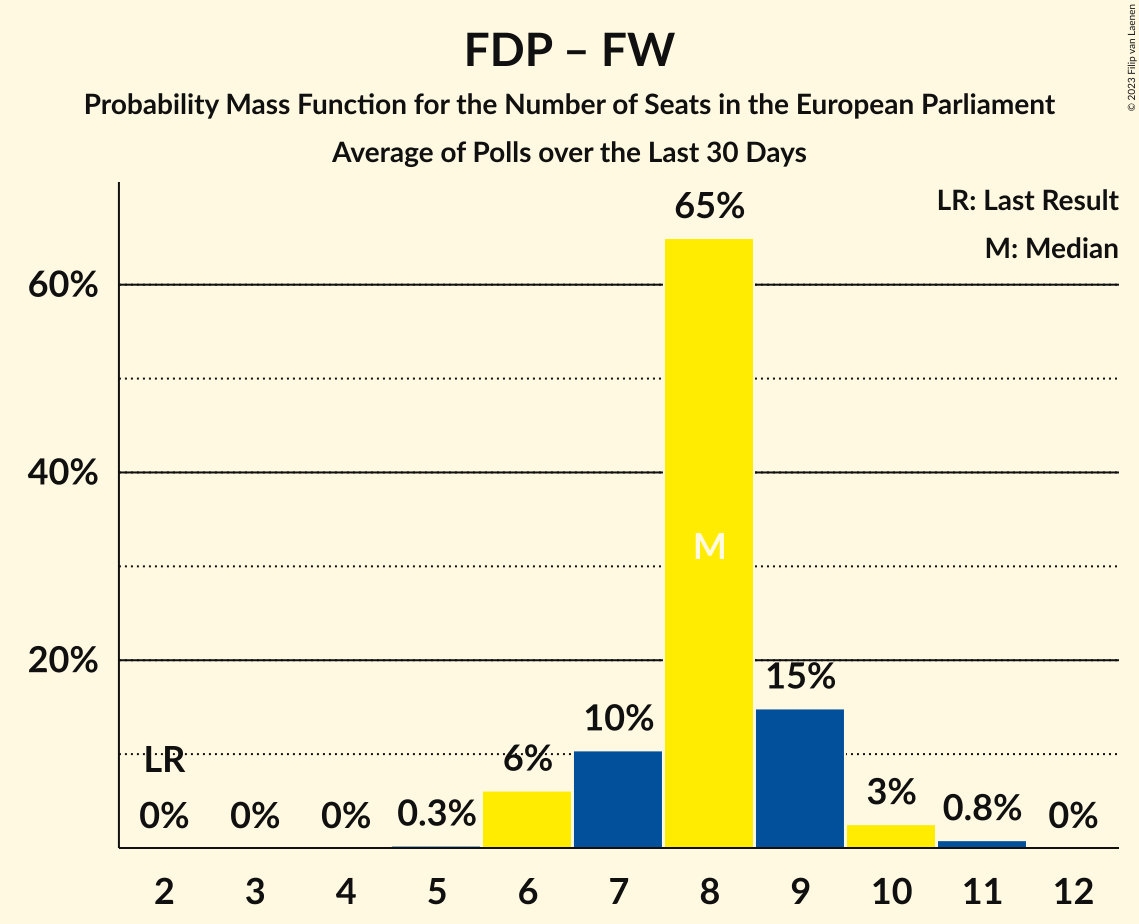 FDP – FW
Probability Mass Function for the Number of Seats in the European Parliament
Average of Polls over the Last 30 Days
© 2023 Filip van Laenen
LR: Last Result
M: Median
60%
40%
20%
LR
0%
0%
0%
0.3%
6%
10%
65%
M
15%
3%
0.8%
0%
2 3 4 5 6 7 8 9 10 11 12